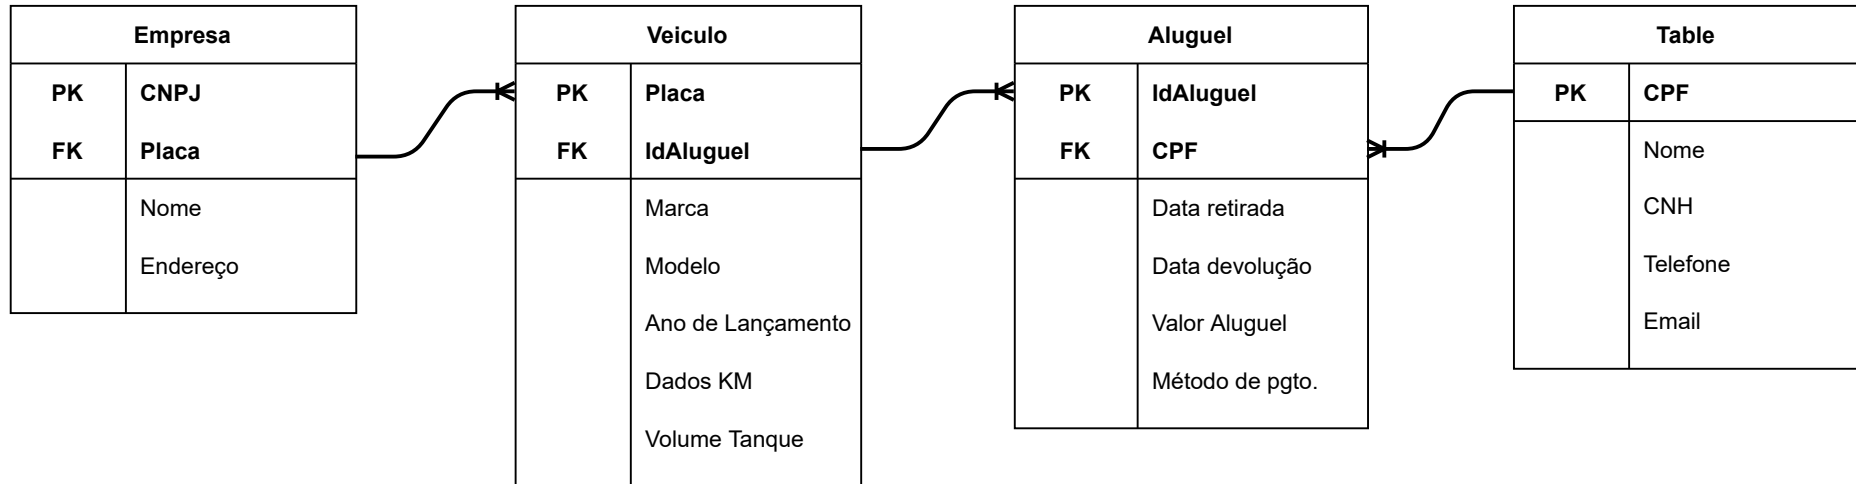 Empresa
PK CNPJ
FK Placa
Nome
Endereço
Veiculo
PK Placa
FK IdAluguel
Marca
Modelo
Ano de Lançamento
Dados KM
Volume Tanque
Aluguel
PK IdAluguel
FK CPF
Data retirada
Data devolução
Valor Aluguel
Método de pgto.
Table
PK CPF
Nome
CNH
Telefone
Email